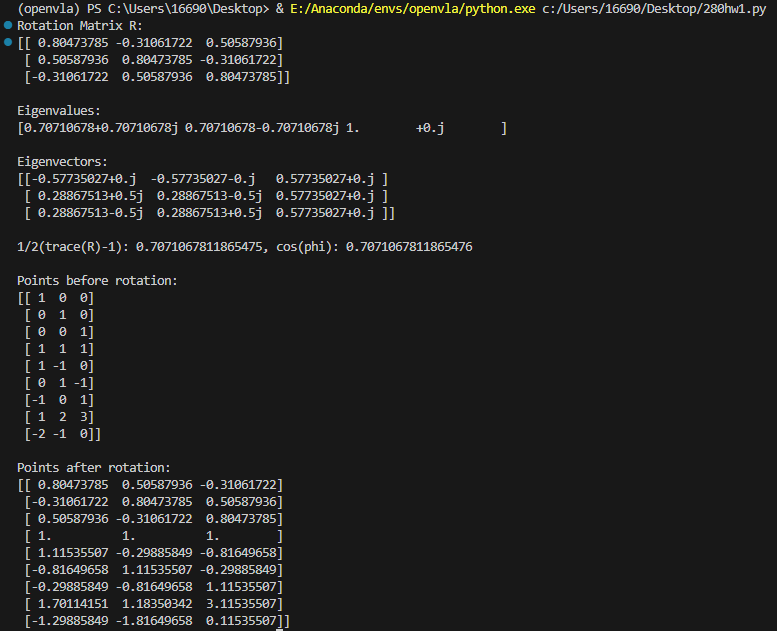 (openvla) PS C:\Users\16690\Desktop> & E:/Anaconda/envs/openvla/python.exe c:/Users/16690/Desktop/280hw1.py
Rotation Matrix R:
[[ 0.80473785 -0.31061722  0.50587936]
 [ 0.50587936  0.80473785 -0.31061722]
 [-0.31061722  0.50587936  0.80473785]]
Eigenvalues:
[0.70710678+0.70710678j 0.70710678-0.70710678j 1.        +0.j        ]
Eigenvectors:
[[-0.57735027+0.j  -0.57735027-0.j   0.57735027+0.j ]
 [ 0.28867513+0.5j  0.28867513-0.5j  0.57735027+0.j ]
 [ 0.28867513-0.5j  0.28867513+0.5j  0.57735027+0.j ]]
1/2(trace(R)-1): 0.7071067811865475, cos(phi): 0.7071067811865476
Points before rotation:
[[ 1  0  0]
 [ 0  1  0]
 [ 0  0  1]
 [ 1  1  1]
 [ 1 -1  0]
 [ 0  1 -1]
 [-1  0  1]
 [ 1  2  3]
 [-2 -1  0]]
Points after rotation:
[[ 0.80473785  0.50587936 -0.31061722]
 [-0.31061722  0.80473785  0.50587936]
 [ 0.50587936 -0.31061722  0.80473785]
 [ 1.          1.          1.        ]
 [ 1.11535507 -0.29885849 -0.81649658]
 [-0.81649658  1.11535507 -0.29885849]
 [-0.29885849 -0.81649658  1.11535507]
 [ 1.70114151  1.18350342  3.11535507]
 [-1.29885849 -1.81649658  0.11535507]]